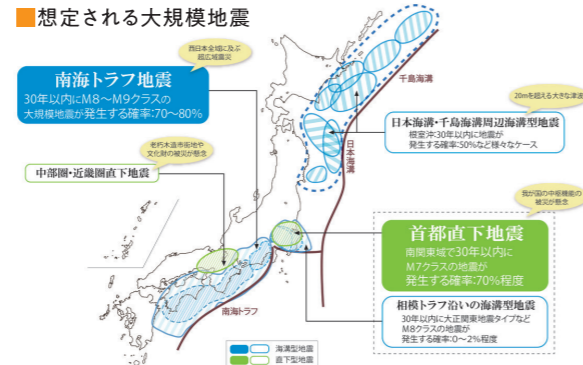 ■想定される大規模地震
西日本全域に及ぶ
超広域震災
南海トラフ地震
30年以内にM8～M9クラスの
大規模地震が発生する確率:70～80%
老朽木造市街地や
文化財の被災が懸念
中部圏・近畿圏直下地震
千島海溝
日本海溝
20mを超える大きな津波
日本海溝・千島海溝周辺海溝型地震
根室沖30年以内に地震が
発生する確率:50%など様々なケース
我が国の中枢機能の
被災が懸念
首都直下地震
南関東域で30年以内に
M7クラスの地震が
発生する確率:70%程度
相模トラフ沿いの海溝型地震
30年以内に大正関東地震タイプなど
M8クラスの地震が
発生する確率:0～2%程度
南海トラフ
海溝型地震
直下型地震